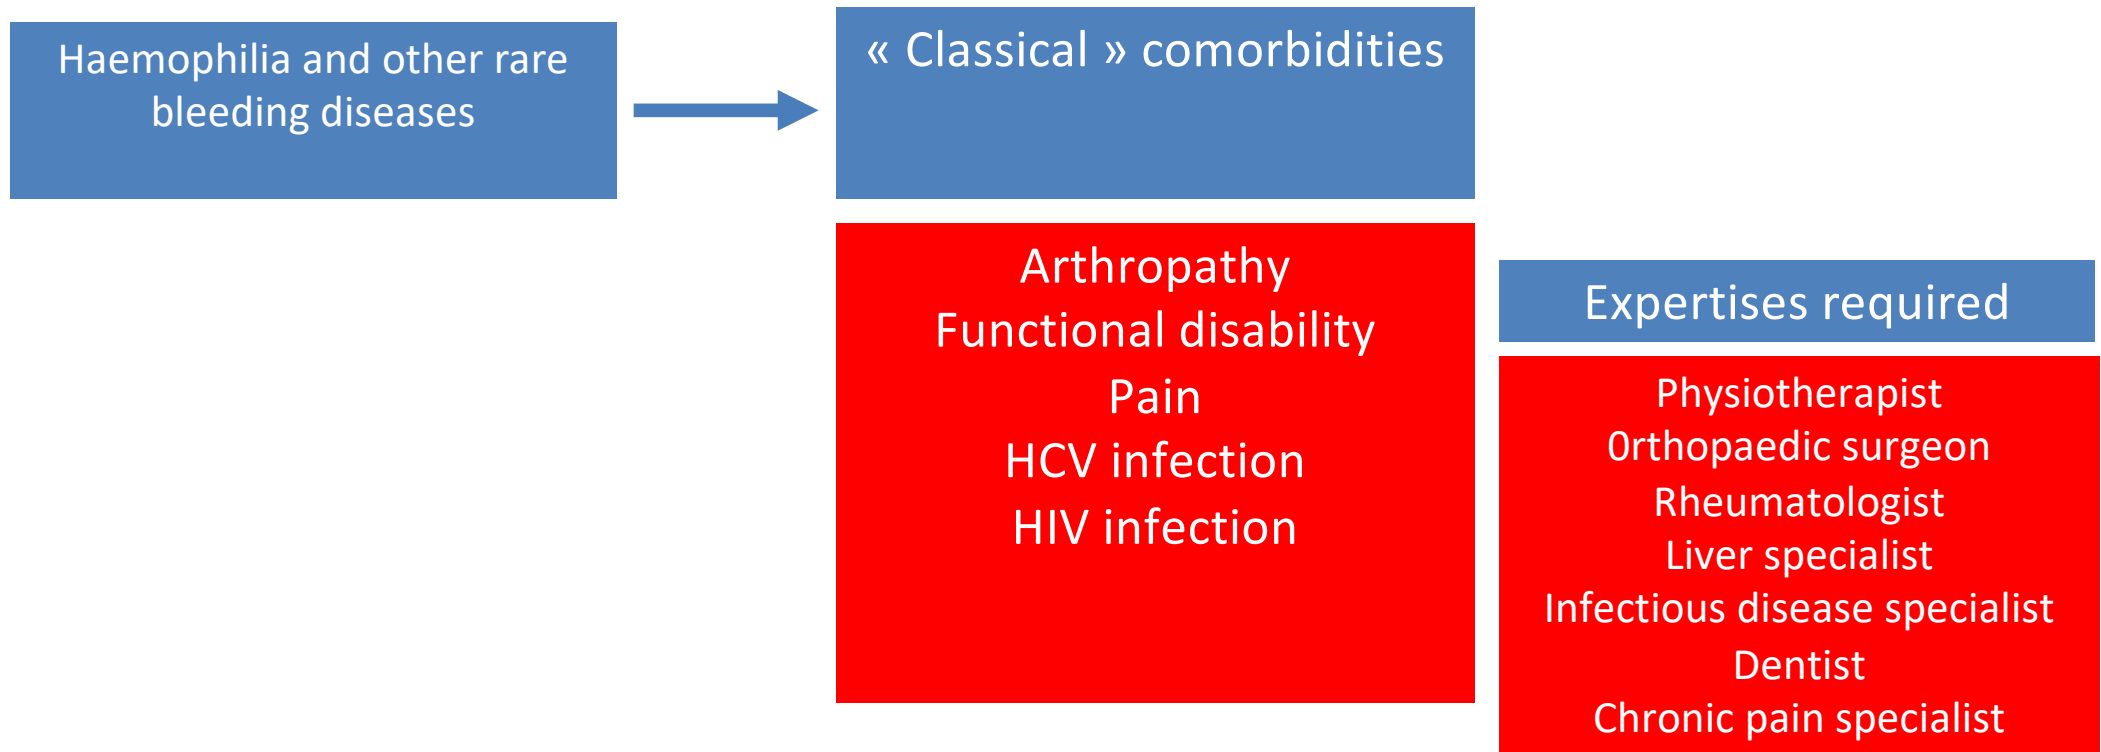 Haemophilia and other rare
bleeding diseases
« Classical » comorbidities
Arthropathy
Functional disability
Pain
HCV infection
HIV infection
Expertises required
Physiotherapist
0rthopaedic surgeon
Rheumatologist
Liver specialist
Infectious disease specialist
Dentist
Chronic pain specialist